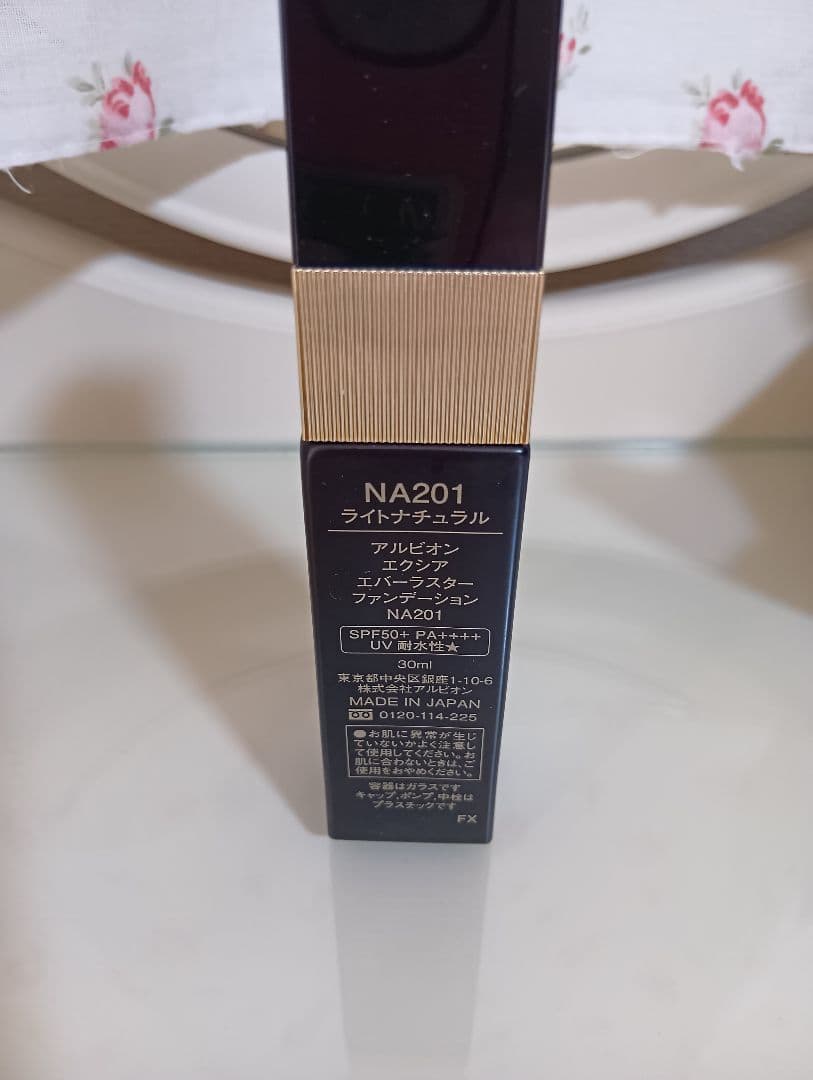 NA201
ライトナチュラル
アルビオン
エクシア
エバーラスター
ファンデーション
NA201
SPF50+ PA++++
UV 耐水性★
30ml
東京都中央区銀座1-10-6
株式会社アルビオン
MADE IN JAPAN
0120-114-225
●お肌に異常が生じ
ていないかよく注意し
て使用してください。お
肌に合わないときは、ご
使用をおやめください。
容器はガラスです
キャップ、ポンプ、中栓は
プラスチックです
FX